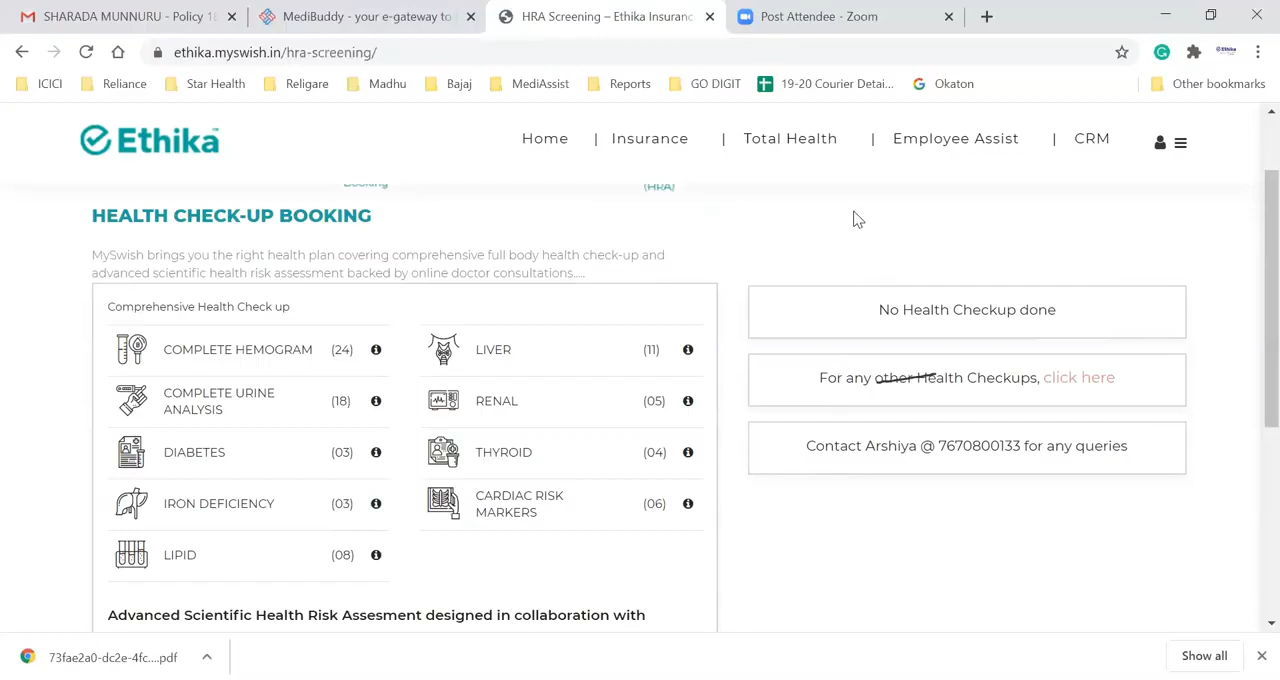 SHARADA MUNNURU - Policy 18
MediBuddy - your e-gateway to
HRA Screening – Ethika Insuranc
Post Attendee - Zoom
ethika.myswish.in/hra-screening/
ICICI
Reliance
Star Health
Religare
Madhu
Bajaj
MediAssist
Reports
GO DIGIT
19-20 Courier Detai...
Okaton
Other bookmarks
Ethika
Home | Insurance | Total Health | Employee Assist | CRM
Booking
(HRA)
HEALTH CHECK-UP BOOKING
MySwish brings you the right health plan covering comprehensive full body health check-up and
advanced scientific health risk assessment backed by online doctor consultations.....
Comprehensive Health Check up
COMPLETE HEMOGRAM (24)
LIVER (11)
COMPLETE URINE
ANALYSIS (18)
RENAL (05)
DIABETES (03)
THYROID (04)
IRON DEFICIENCY (03)
CARDIAC RISK
MARKERS (06)
LIPID (08)
Advanced Scientific Health Risk Assesment designed in collaboration with
No Health Checkup done
For any other Health Checkups, click here
Contact Arshiya @ 7670800133 for any queries
73fae2a0-dc2e-4fc....pdf
Show all